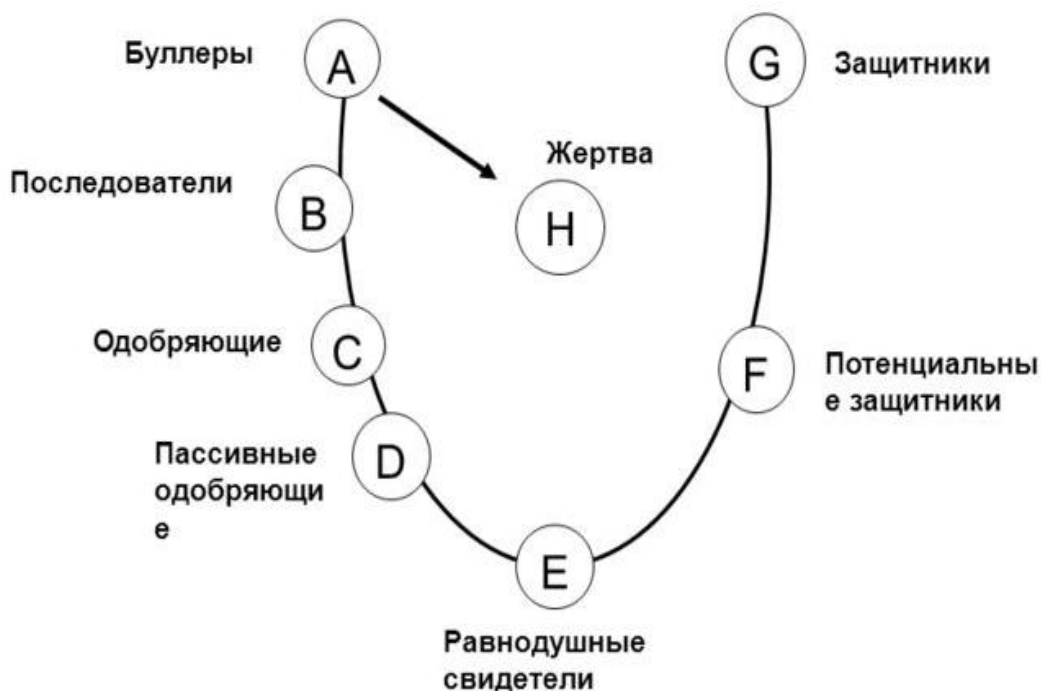 Буллеры
A
G
Защитники
Жертва
Последователи
B
H
Одобряющие
C
F
Потенциальны
е защитники
Пассивные
одобряющи
е
D
E
Равнодушные
свидетели